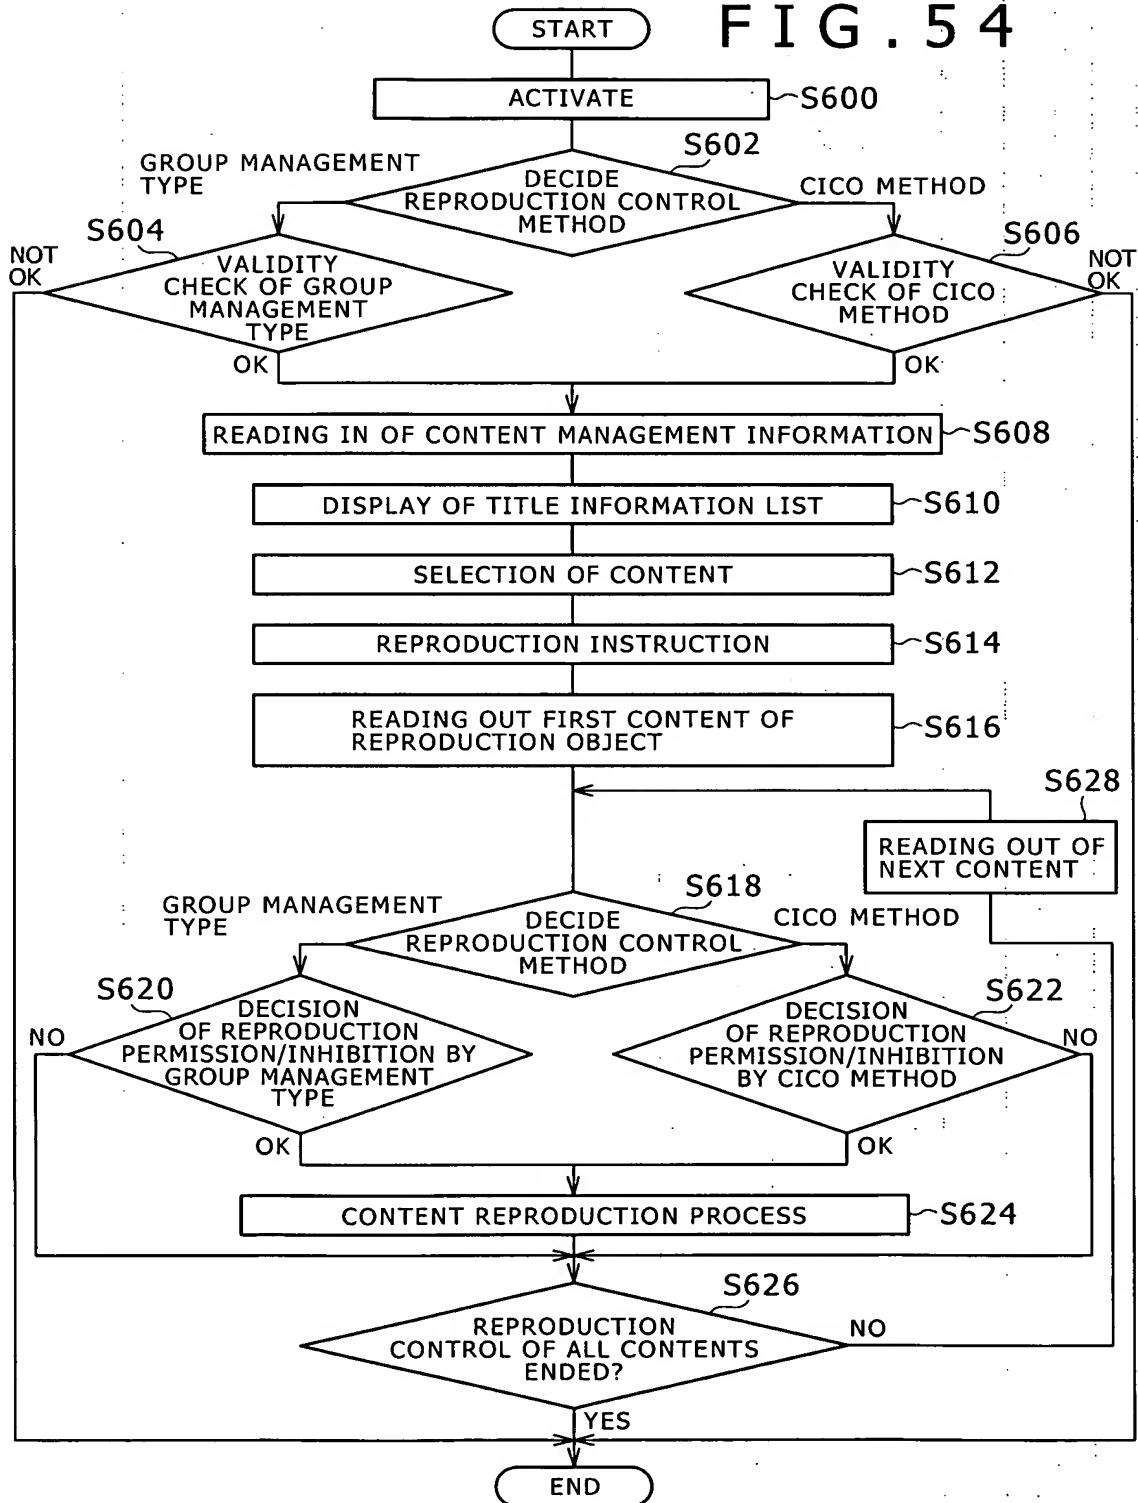 FIG.54
START
ACTIVATE
S600
S602
GROUP MANAGEMENT
TYPE
DECIDE
REPRODUCTION CONTROL
METHOD
CICO METHOD
S604
S606
NOT
OK
VALIDITY
CHECK OF GROUP
MANAGEMENT
TYPE
VALIDITY
CHECK OF CICO
METHOD
NOT
OK
OK
OK
READING IN OF CONTENT MANAGEMENT INFORMATION
S608
DISPLAY OF TITLE INFORMATION LIST
S610
SELECTION OF CONTENT
S612
REPRODUCTION INSTRUCTION
S614
READING OUT FIRST CONTENT OF
REPRODUCTION OBJECT
S616
S628
READING OUT OF
NEXT CONTENT
S618
GROUP MANAGEMENT
TYPE
DECIDE
REPRODUCTION CONTROL
METHOD
CICO METHOD
S620
S622
NO
DECISION
OF REPRODUCTION
PERMISSION/INHIBITION BY
GROUP MANAGEMENT
TYPE
DECISION
OF REPRODUCTION
PERMISSION/INHIBITION
BY CICO METHOD
NO
OK
OK
CONTENT REPRODUCTION PROCESS
S624
S626
REPRODUCTION
CONTROL OF ALL CONTENTS
ENDED?
NO
YES
END